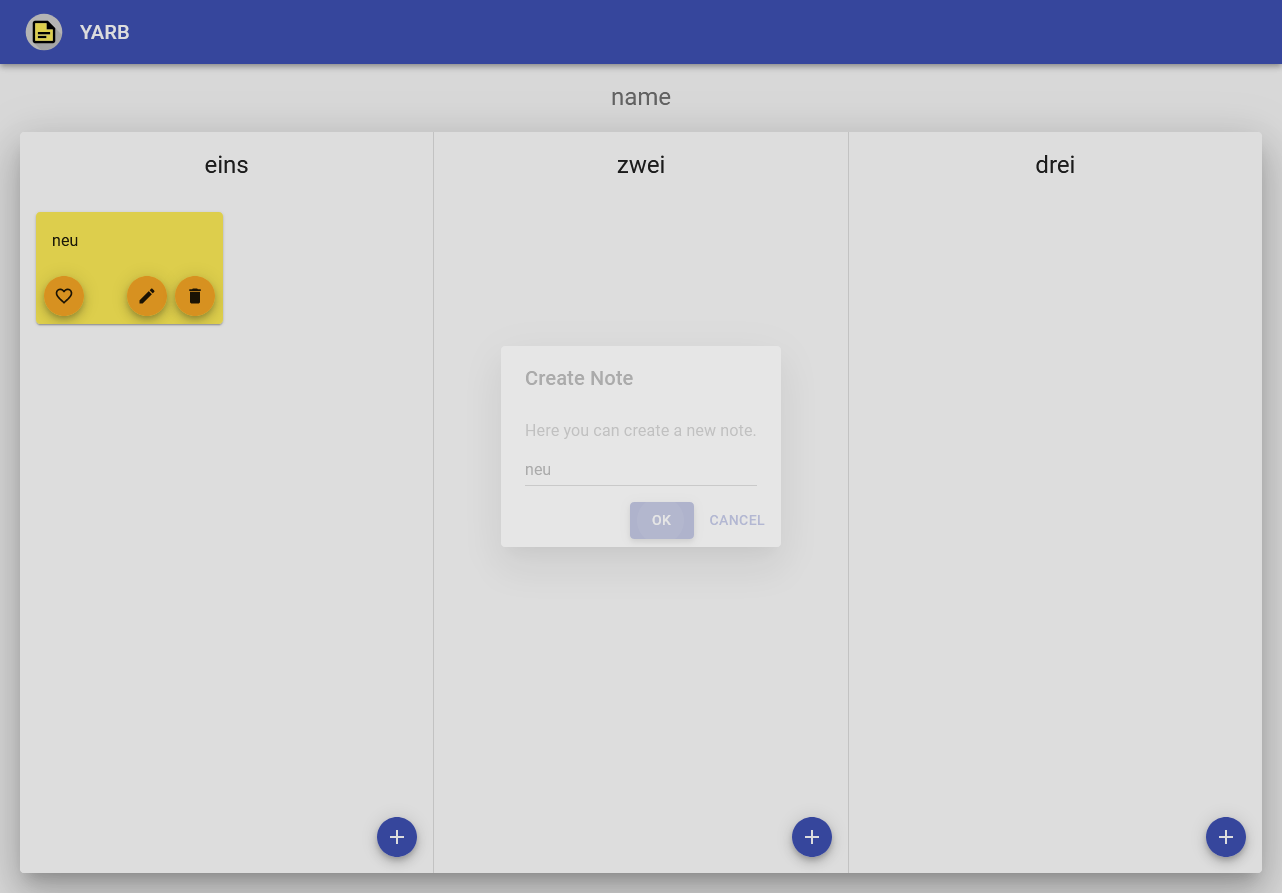 YARB
name
eins
zwei
drei
neu
Create Note
Here you can create a new note.
neu
OK
CANCEL